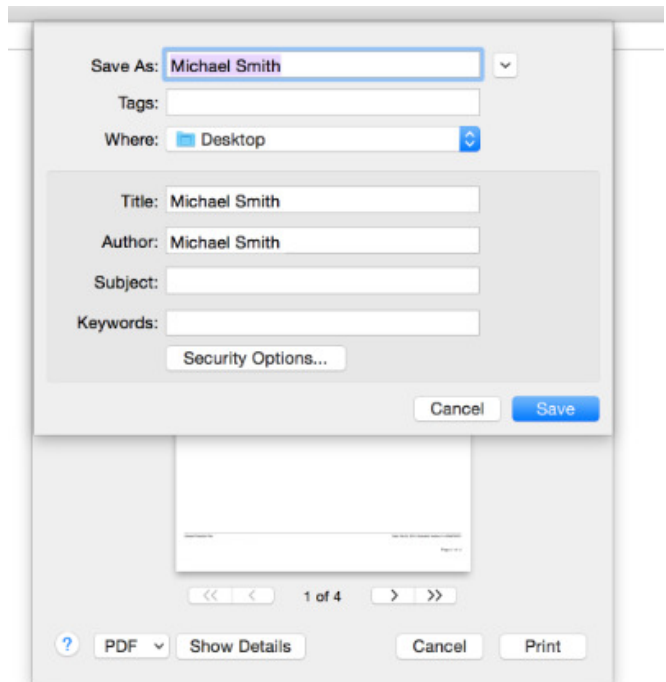 Save As: Michael Smith
Tags:
Where: Desktop
Title: Michael Smith
Author: Michael Smith
Subject:
Keywords:
Security Options...
Cancel Save
1 of 4
? PDF Show Details Cancel Print